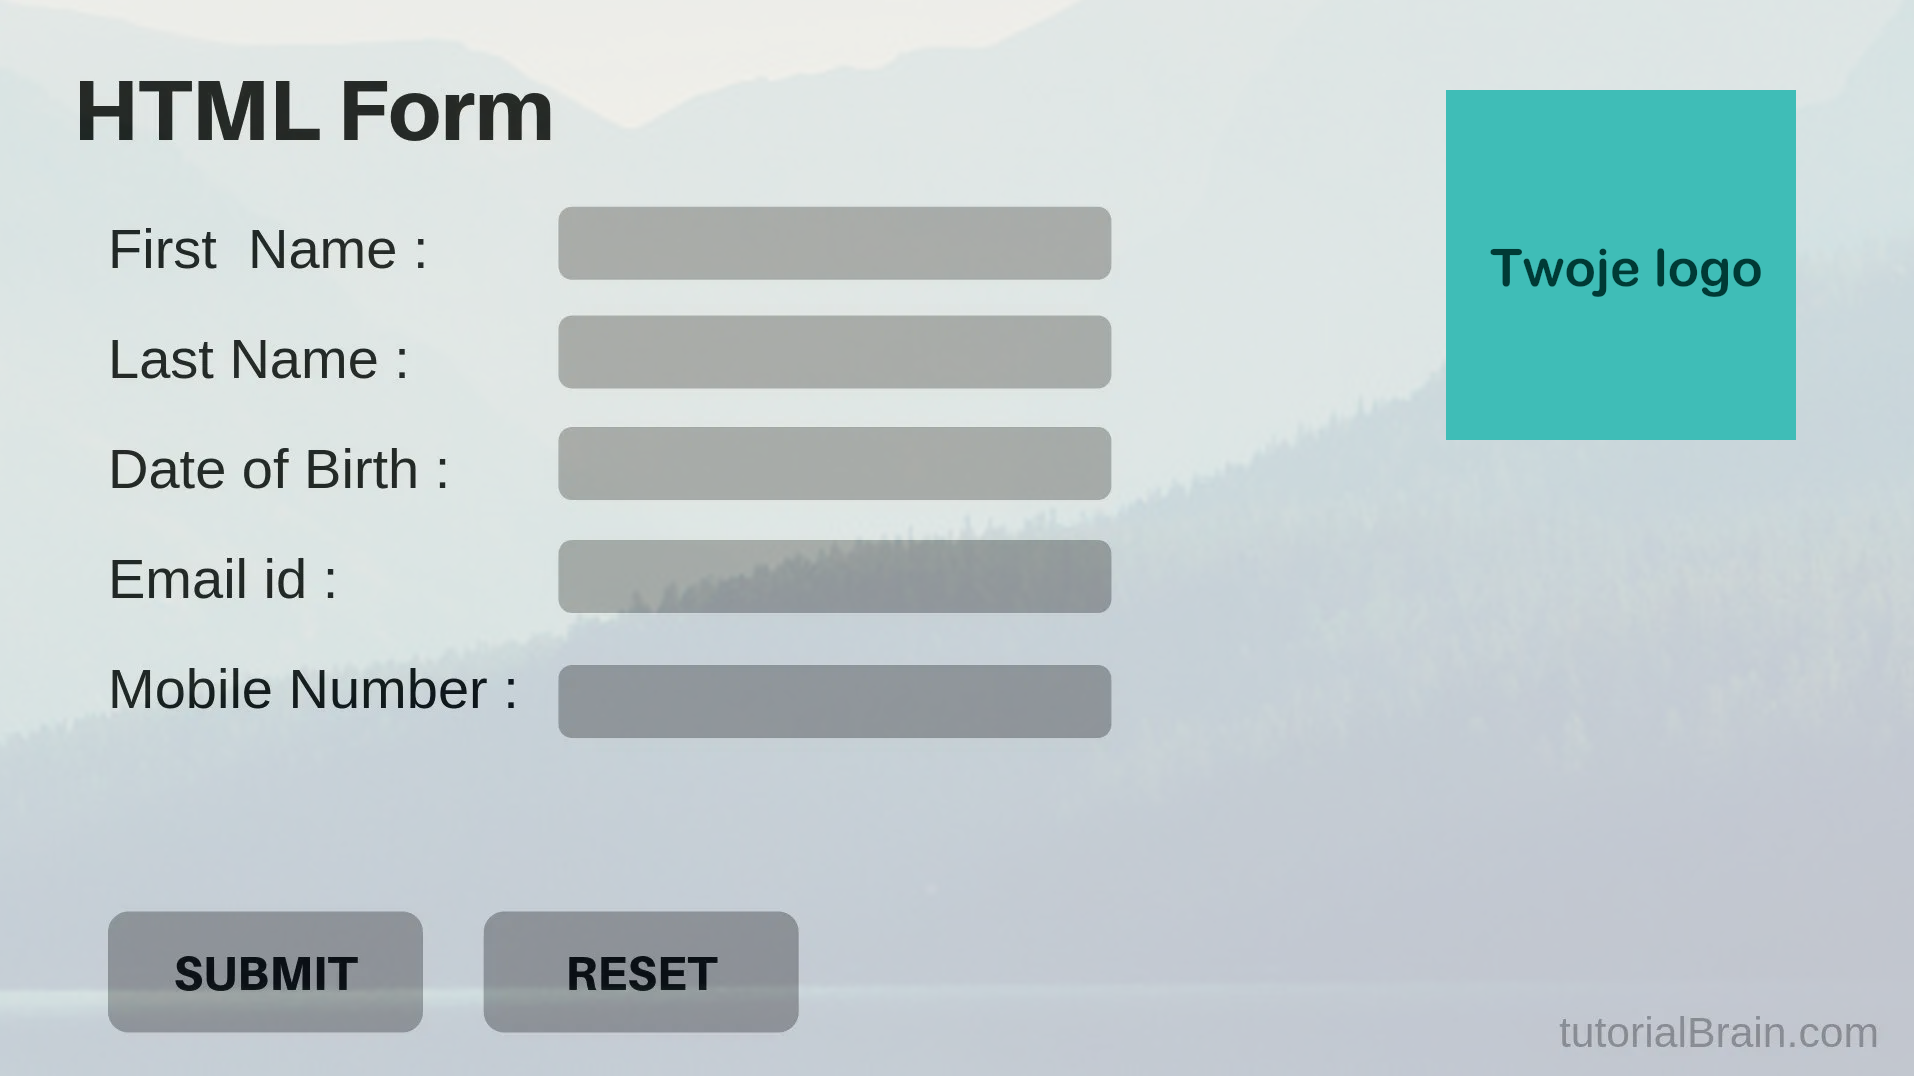 HTML Form
First  Name :
Twoje logo
Last Name :
Date of Birth :
Email id :
Mobile Number :
SUBMIT
RESET
tutorialBrain.com